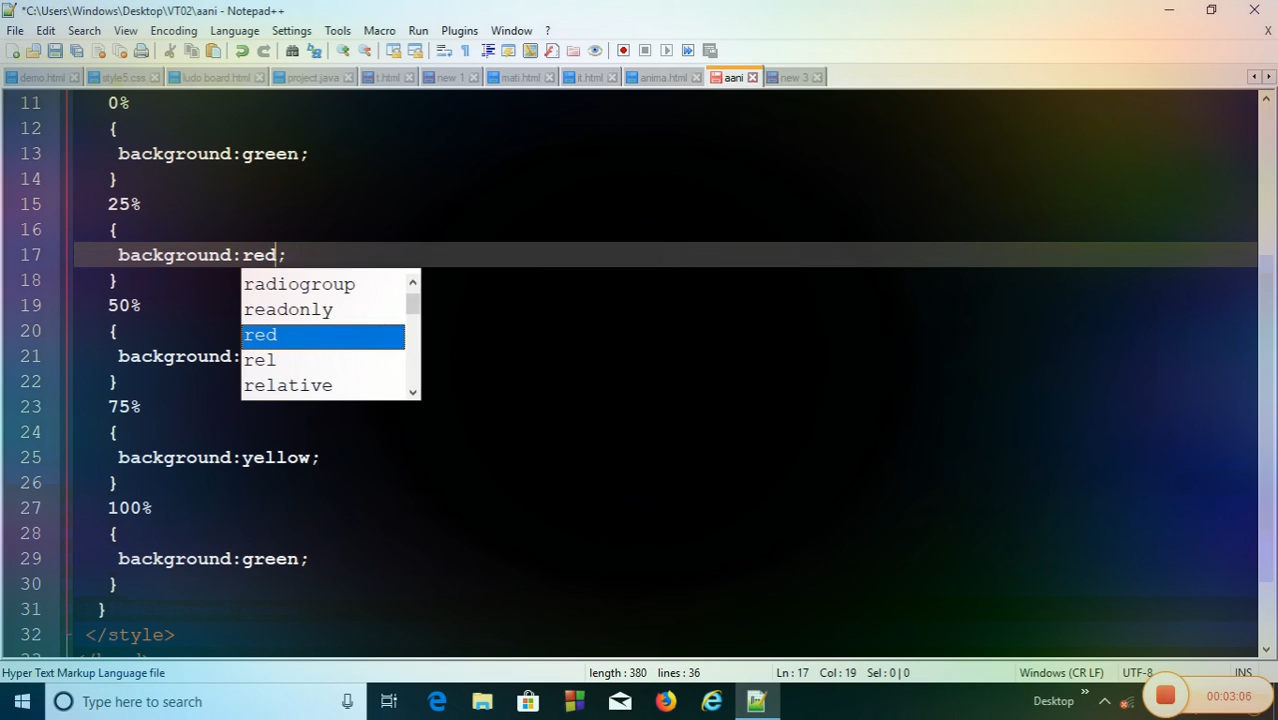 *C:\Users\Windows\Desktop\VT02\aani - Notepad++
File Edit Search View Encoding Language Settings Tools Macro Run Plugins Window ? X
demo.html style5.css ludo board.html project.java t.html new 1 mati.html it.html anima.html aani new 3
11 0%
12 {
13 background:green;
14 }
15 25%
16 {
17 background:red;
18 }
radiogroup
readonly
red
rel
relative
19 50%
20 {
21 background:
22 }
23 75%
24 {
25 background:yellow;
26 }
27 100%
28 {
29 background:green;
30 }
31 }
32 </style>
Hyper Text Markup Language file length : 380 lines : 36 Ln : 17 Col : 19 Sel : 0 | 0 Windows (CR LF) UTF-8 INS
Type here to search Desktop 00:03:06